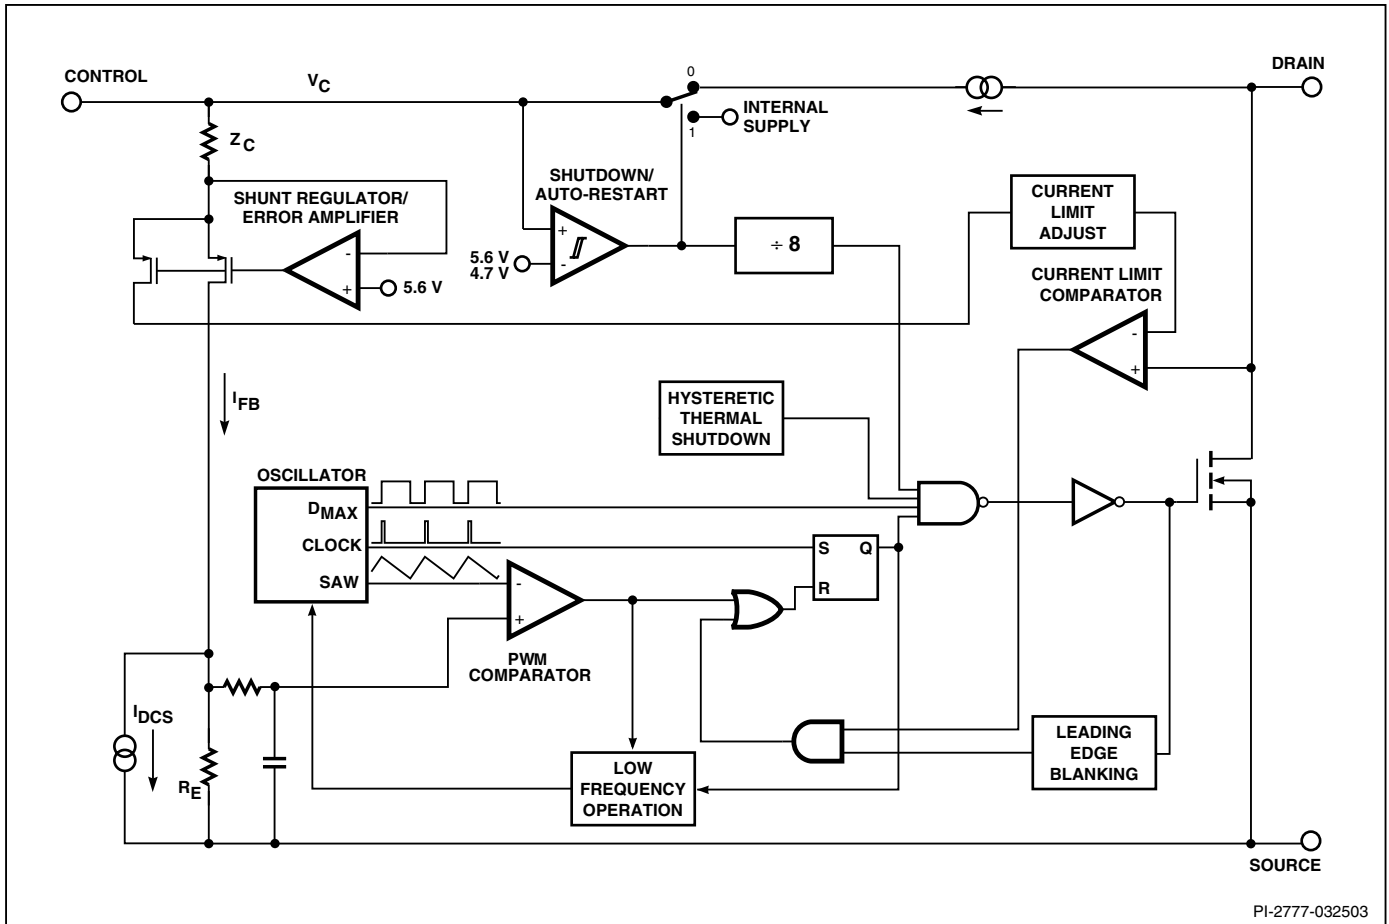 CONTROL
V_C
0
DRAIN
INTERNAL
SUPPLY
1
Z_C
SHUNT REGULATOR/
ERROR AMPLIFIER
-
+
5.6 V
SHUTDOWN/
AUTO-RESTART
+
-
5.6 V
4.7 V
÷ 8
CURRENT
LIMIT
ADJUST
CURRENT LIMIT
COMPARATOR
-
+
I_FB
HYSTERETIC
THERMAL
SHUTDOWN
OSCILLATOR
D_MAX
CLOCK
SAW
-
+
PWM
COMPARATOR
S Q
R
I_DCS
R_E
LOW
FREQUENCY
OPERATION
LEADING
EDGE
BLANKING
SOURCE
PI-2777-032503